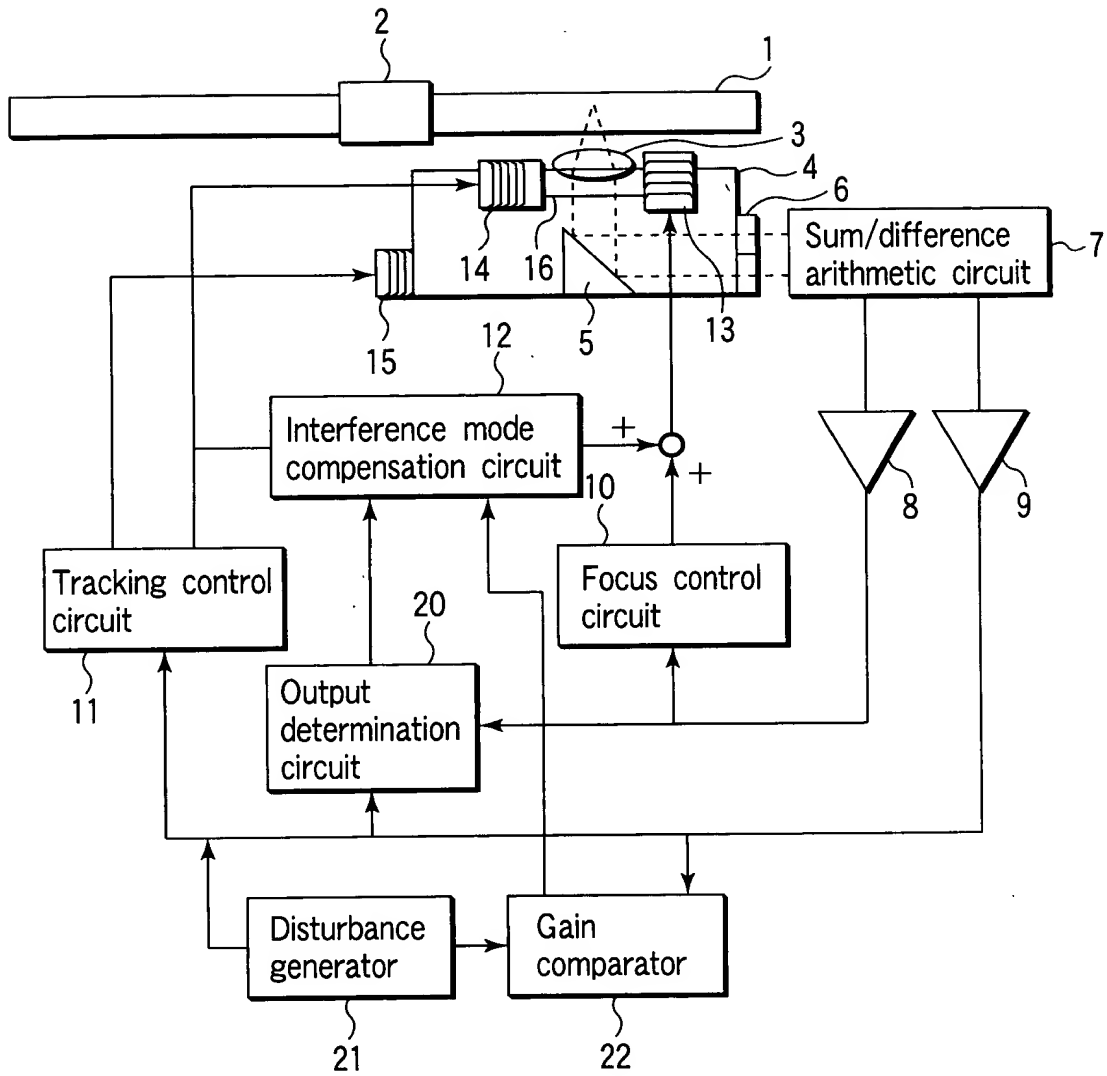 2
1
3
4
6
Sum/difference
arithmetic circuit
7
14
16
13
15
5
12
Interference mode
compensation circuit
+
+
8
9
10
Focus control
circuit
Tracking control
circuit
11
20
Output
determination
circuit
Disturbance
generator
21
Gain
comparator
22